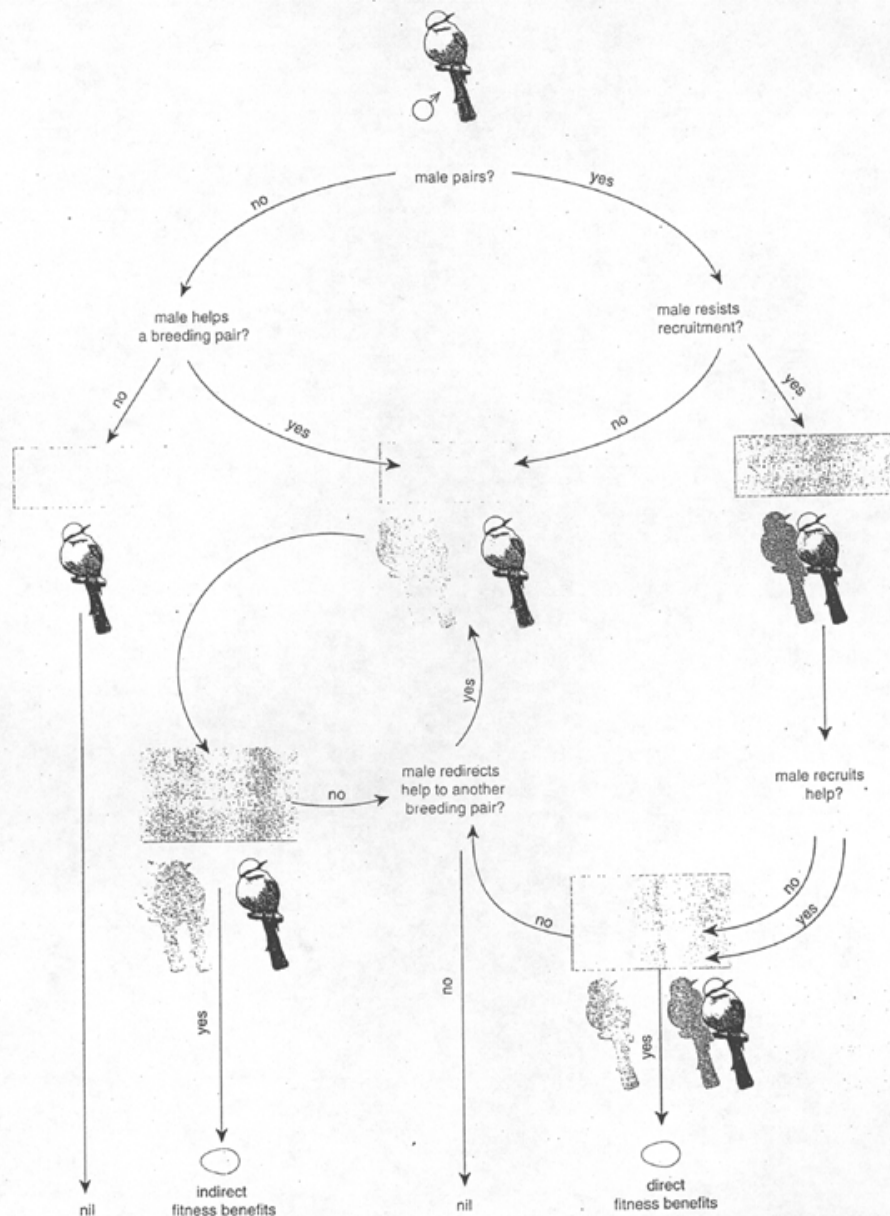 male pairs?
no
yes
male helps
a breeding pair?
male resists
recruitment?
no
yes
no
yes
yes
male redirects
help to another
breeding pair?
male recruits
help?
no
no
no
yes
yes
no
yes
nil
indirect
fitness benefits
nil
direct
fitness benefits